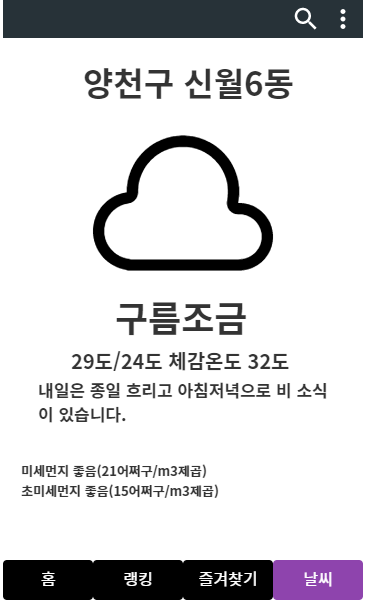 양천구 신월6동
구름조금
29도/24도 체감온도 32도
내일은 종일 흐리고 아침저녁으로 비 소식
이 있습니다.
미세먼지 좋음(21어쩌구/m3제곱)
초미세먼지 좋음(15어쩌구/m3제곱)
홈 랭킹 즐겨찾기 날씨